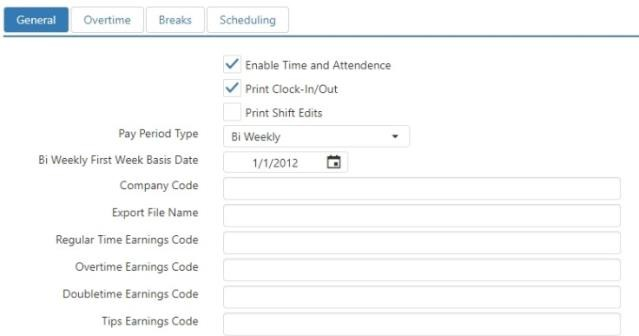 General Overtime Breaks Scheduling
Enable Time and Attendence
Print Clock-In/Out
Print Shift Edits
Pay Period Type Bi Weekly
Bi Weekly First Week Basis Date 1/1/2012
Company Code
Export File Name
Regular Time Earnings Code
Overtime Earnings Code
Doubletime Earnings Code
Tips Earnings Code